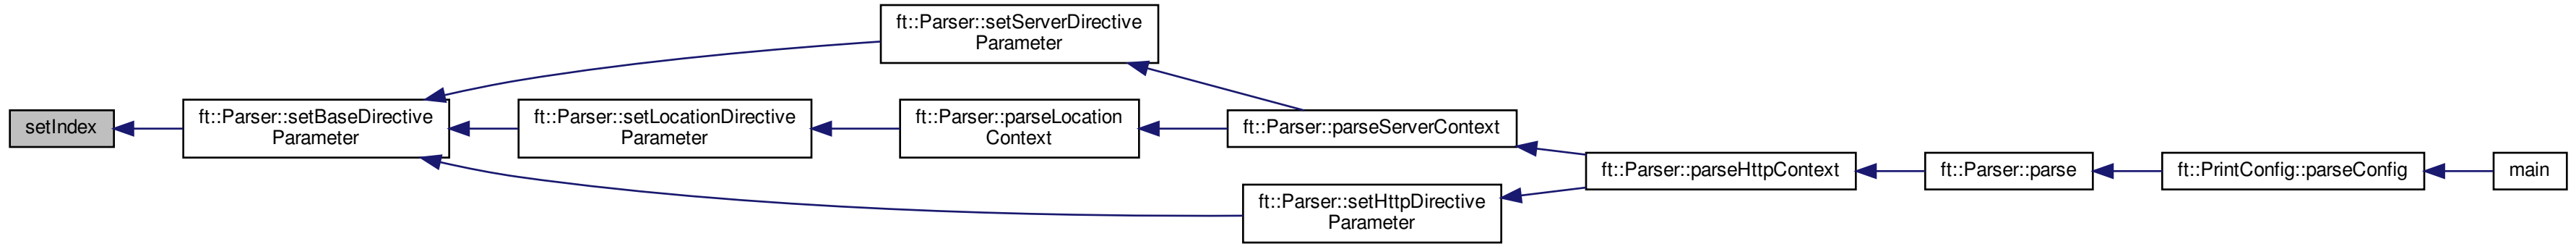 setIndex
ft::Parser::setBaseDirective
Parameter
ft::Parser::setServerDirective
Parameter
ft::Parser::setLocationDirective
Parameter
ft::Parser::parseLocation
Context
ft::Parser::parseServerContext
ft::Parser::setHttpDirective
Parameter
ft::Parser::parseHttpContext
ft::Parser::parse
ft::PrintConfig::parseConfig
main